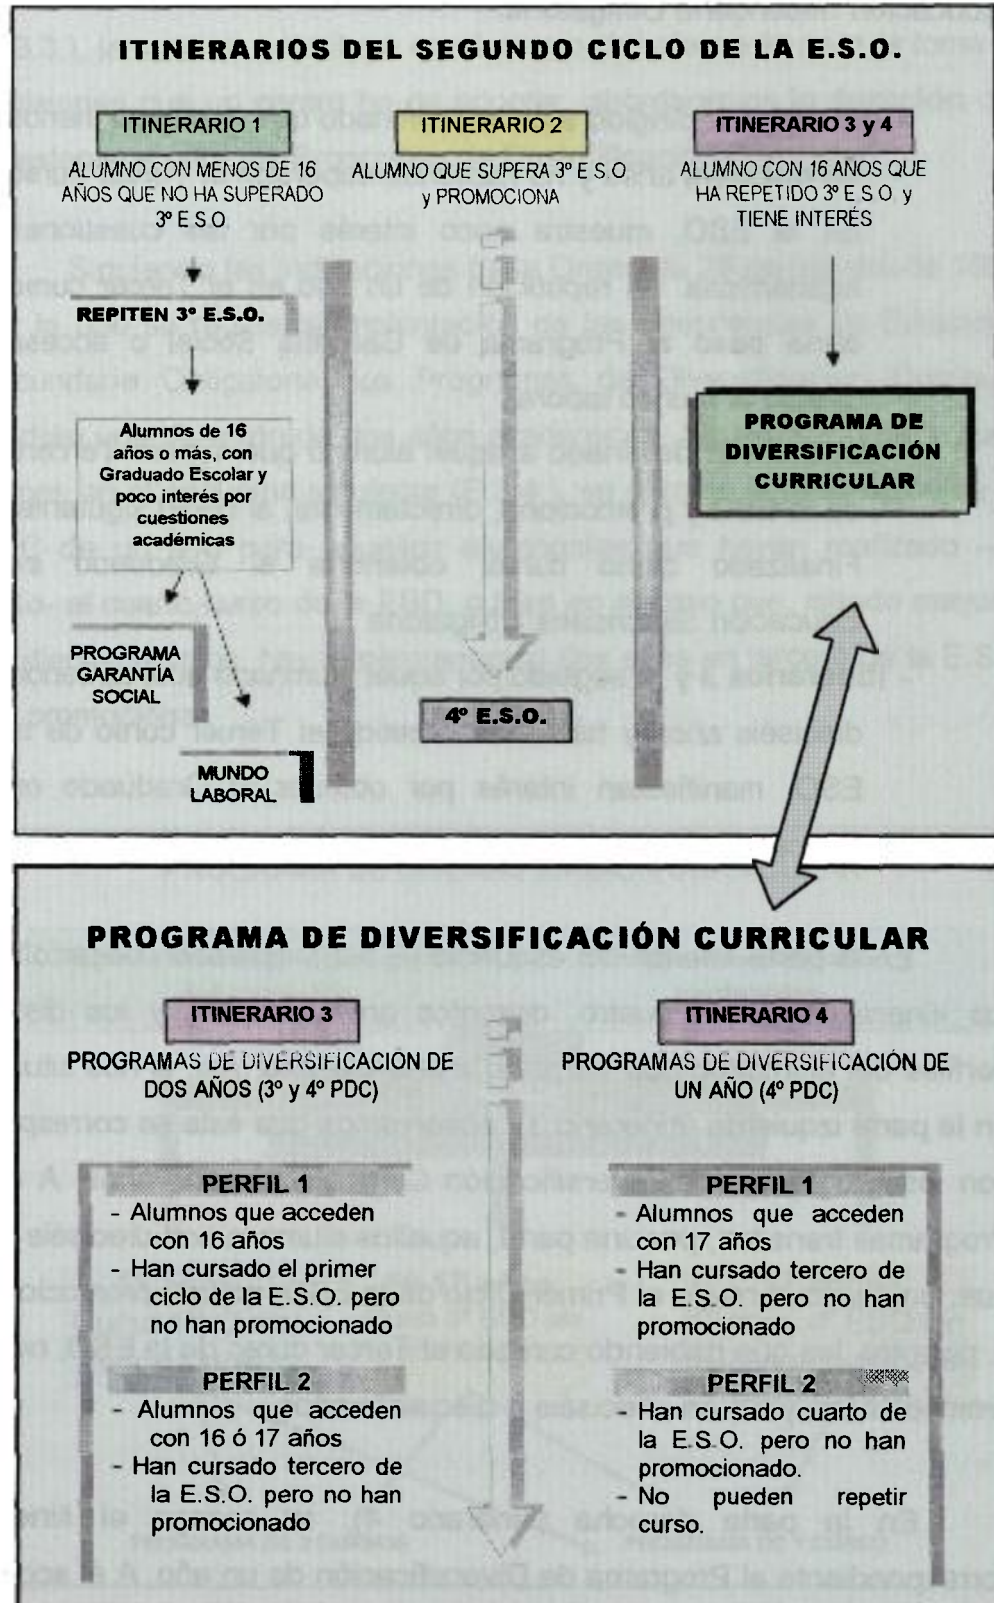 ITINERARIOS DEL SEGUNDO CICLO DE LA E.S.O.
ITINERARIO 1
ALUMNO CON MENOS DE 16
AÑOS QUE NO HA SUPERADO
3º E.S.O.
REPITEN 3º E.S.O.
Alumnos de 16
años o más, con
Graduado Escolar y
poco interés por
cuestiones
académicas
PROGRAMA
GARANTÍA
SOCIAL
MUNDO
LABORAL
ITINERARIO 2
ALUMNO QUE SUPERA 3º E.S.O
y PROMOCIONA
4º E.S.O.
ITINERARIO 3 y 4
ALUMNO CON 16 AÑOS QUE
HA REPETIDO 3º E.S.O. y
TIENE INTERÉS
PROGRAMA DE
DIVERSIFICACIÓN
CURRICULAR
PROGRAMA DE DIVERSIFICACIÓN CURRICULAR
ITINERARIO 3
PROGRAMAS DE DIVERSIFICACIÓN DE
DOS AÑOS (3º y 4º PDC)
PERFIL 1
- Alumnos que acceden
con 16 años
- Han cursado el primer
ciclo de la E.S.O. pero
no han promocionado
PERFIL 2
- Alumnos que acceden
con 16 ó 17 años
- Han cursado tercero de
la E.S.O. pero no han
promocionado
ITINERARIO 4
PROGRAMAS DE DIVERSIFICACIÓN DE
UN AÑO (4º PDC)
PERFIL 1
- Alumnos que acceden
con 17 años
- Han cursado tercero de
la E.S.O. pero no han
promocionado
PERFIL 2
- Han cursado cuarto de
la E.S.O. pero no han
promocionado.
- No pueden repetir
curso.